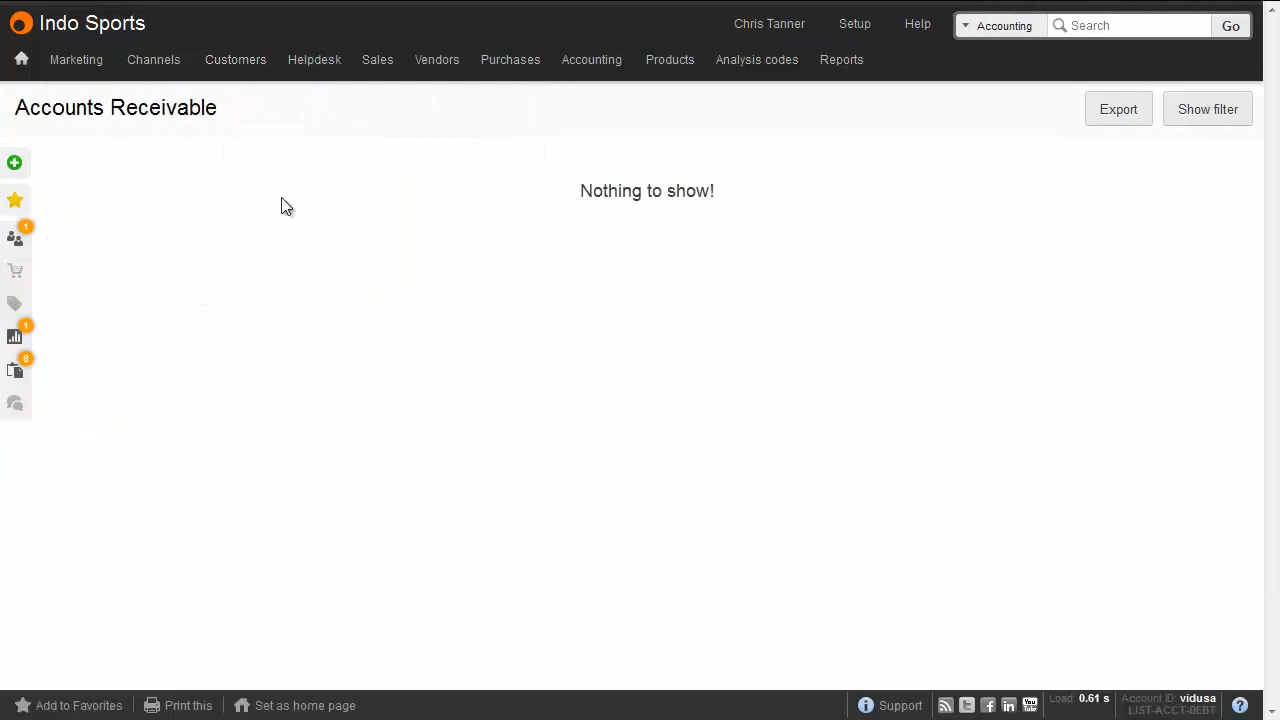 Indo Sports
Chris Tanner Setup Help Accounting Search Go
Marketing Channels Customers Helpdesk Sales Vendors Purchases Accounting Products Analysis codes Reports
Accounts Receivable
Export Show filter
Nothing to show!
1
1
8
Add to Favorites Print this Set as home page Support You Tube Load: 0.61 s Account ID: vidusa
LIST-ACCT-DEBT